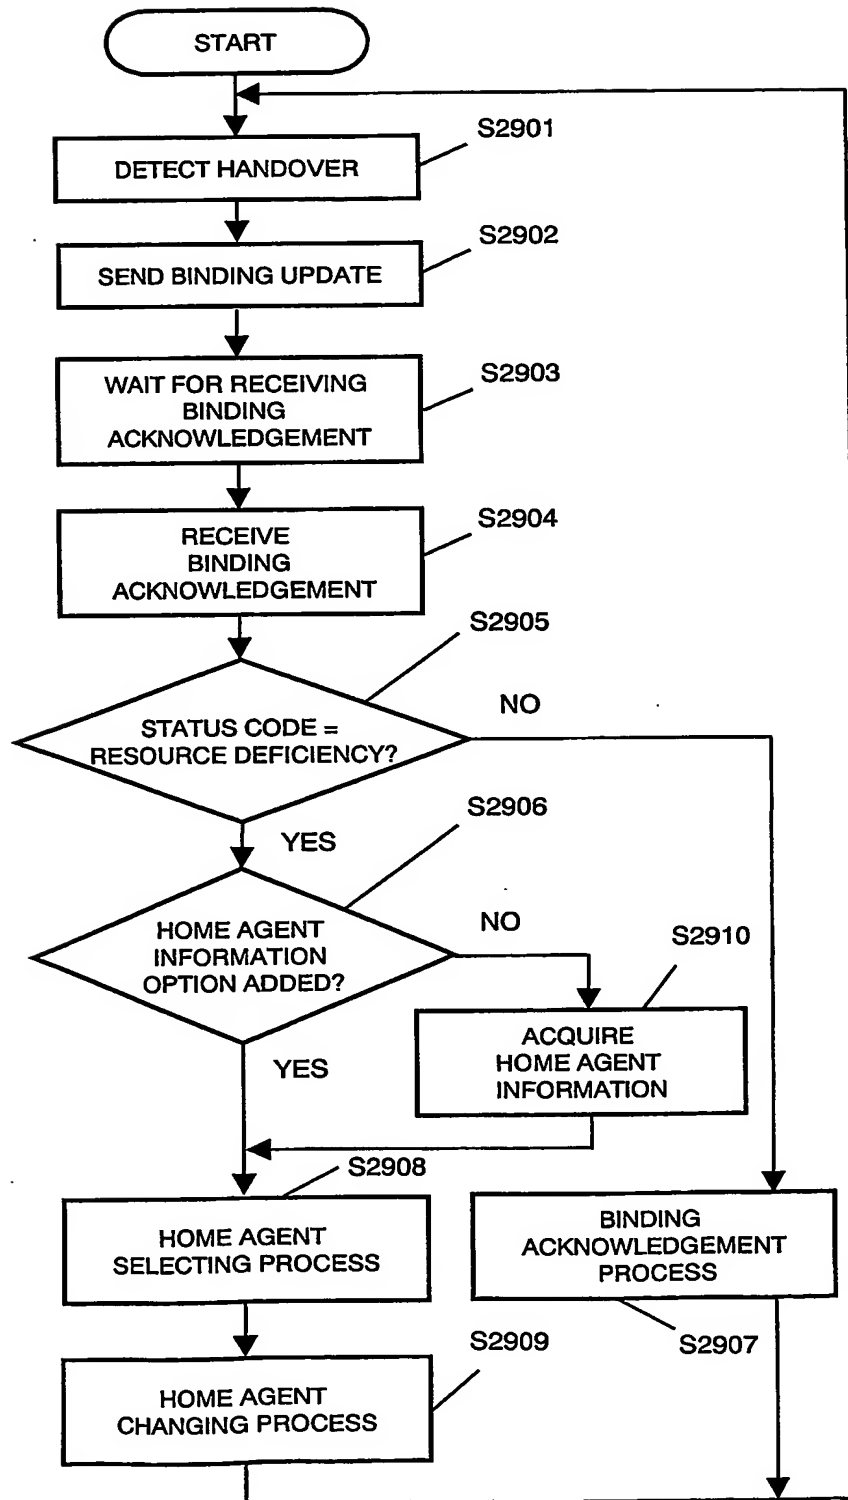 START
S2901
DETECT HANDOVER
S2902
SEND BINDING UPDATE
S2903
WAIT FOR RECEIVING
BINDING
ACKNOWLEDGEMENT
S2904
RECEIVE
BINDING
ACKNOWLEDGEMENT
S2905
STATUS CODE =
RESOURCE DEFICIENCY?
NO
YES
S2906
HOME AGENT
INFORMATION
OPTION ADDED?
NO
YES
S2910
ACQUIRE
HOME AGENT
INFORMATION
S2908
HOME AGENT
SELECTING PROCESS
BINDING
ACKNOWLEDGEMENT
PROCESS
S2907
S2909
HOME AGENT
CHANGING PROCESS